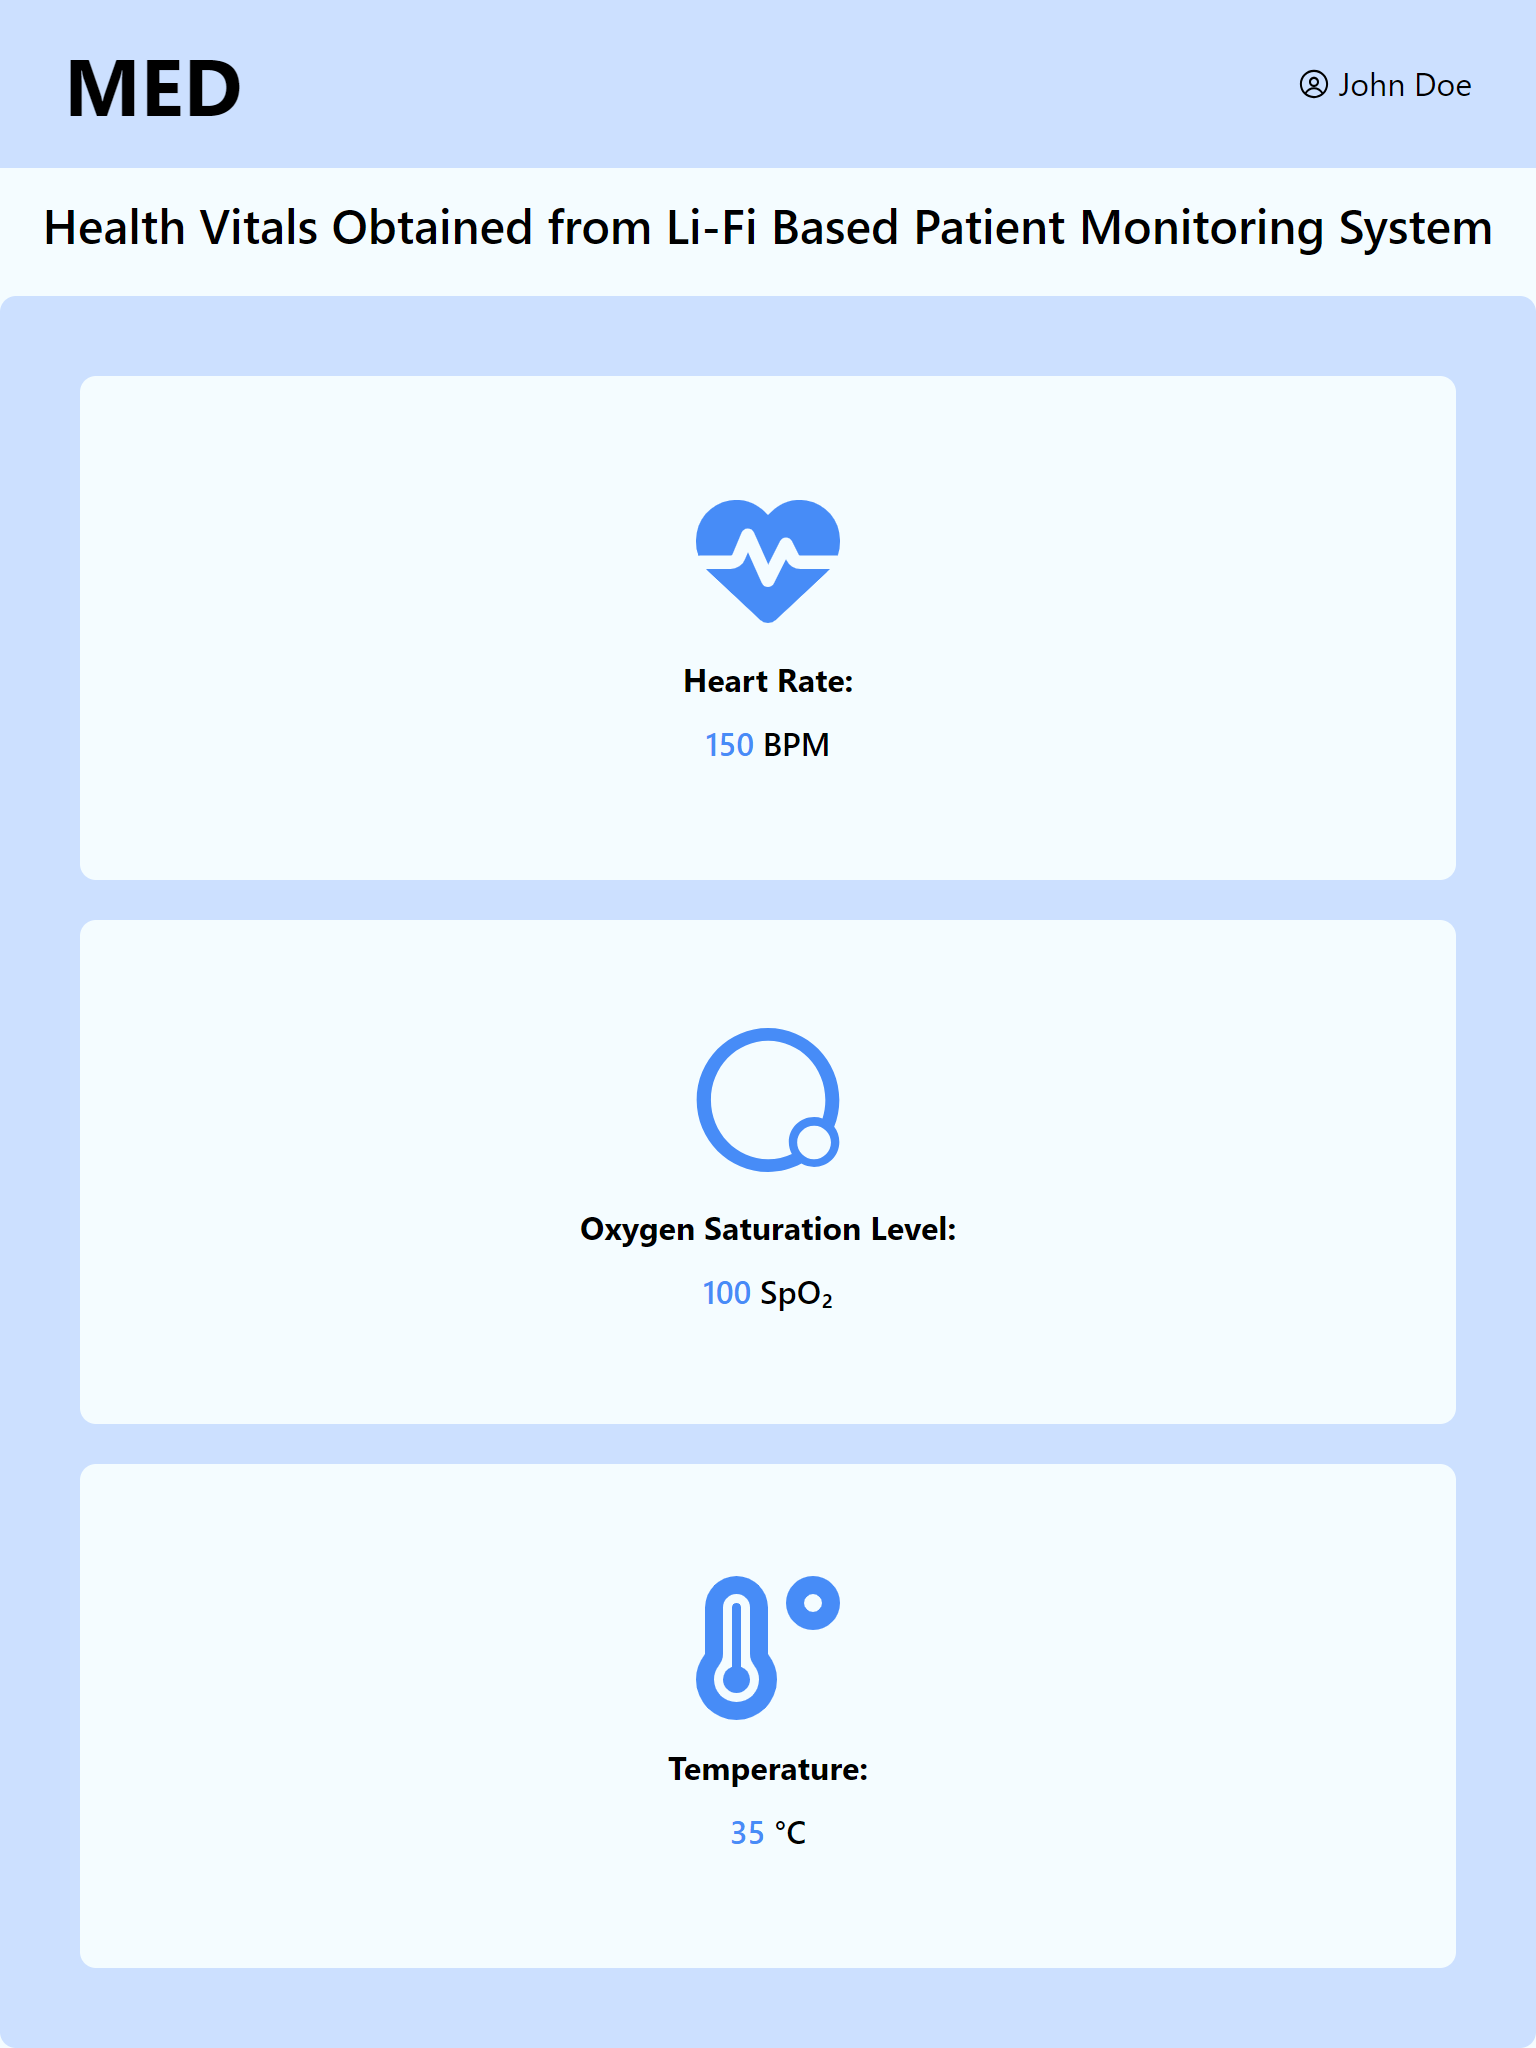 MED
John Doe
Health Vitals Obtained from Li-Fi Based Patient Monitoring System
Heart Rate:
150 BPM
Oxygen Saturation Level:
100 SpO₂
Temperature:
35 °C